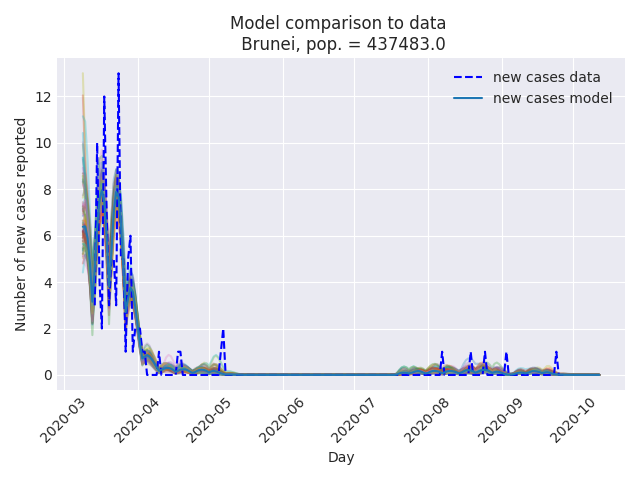 Model comparison to data
Brunei, pop. = 437483.0
new cases data
new cases model
Number of new cases reported
12
10
8
6
4
2
0
2020-03
2020-04
2020-05
2020-06
2020-07
2020-08
2020-09
2020-10
Day